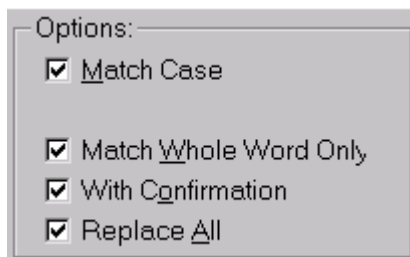 Options:
Match Case
Match Whole Word Only
With Confirmation
Replace All